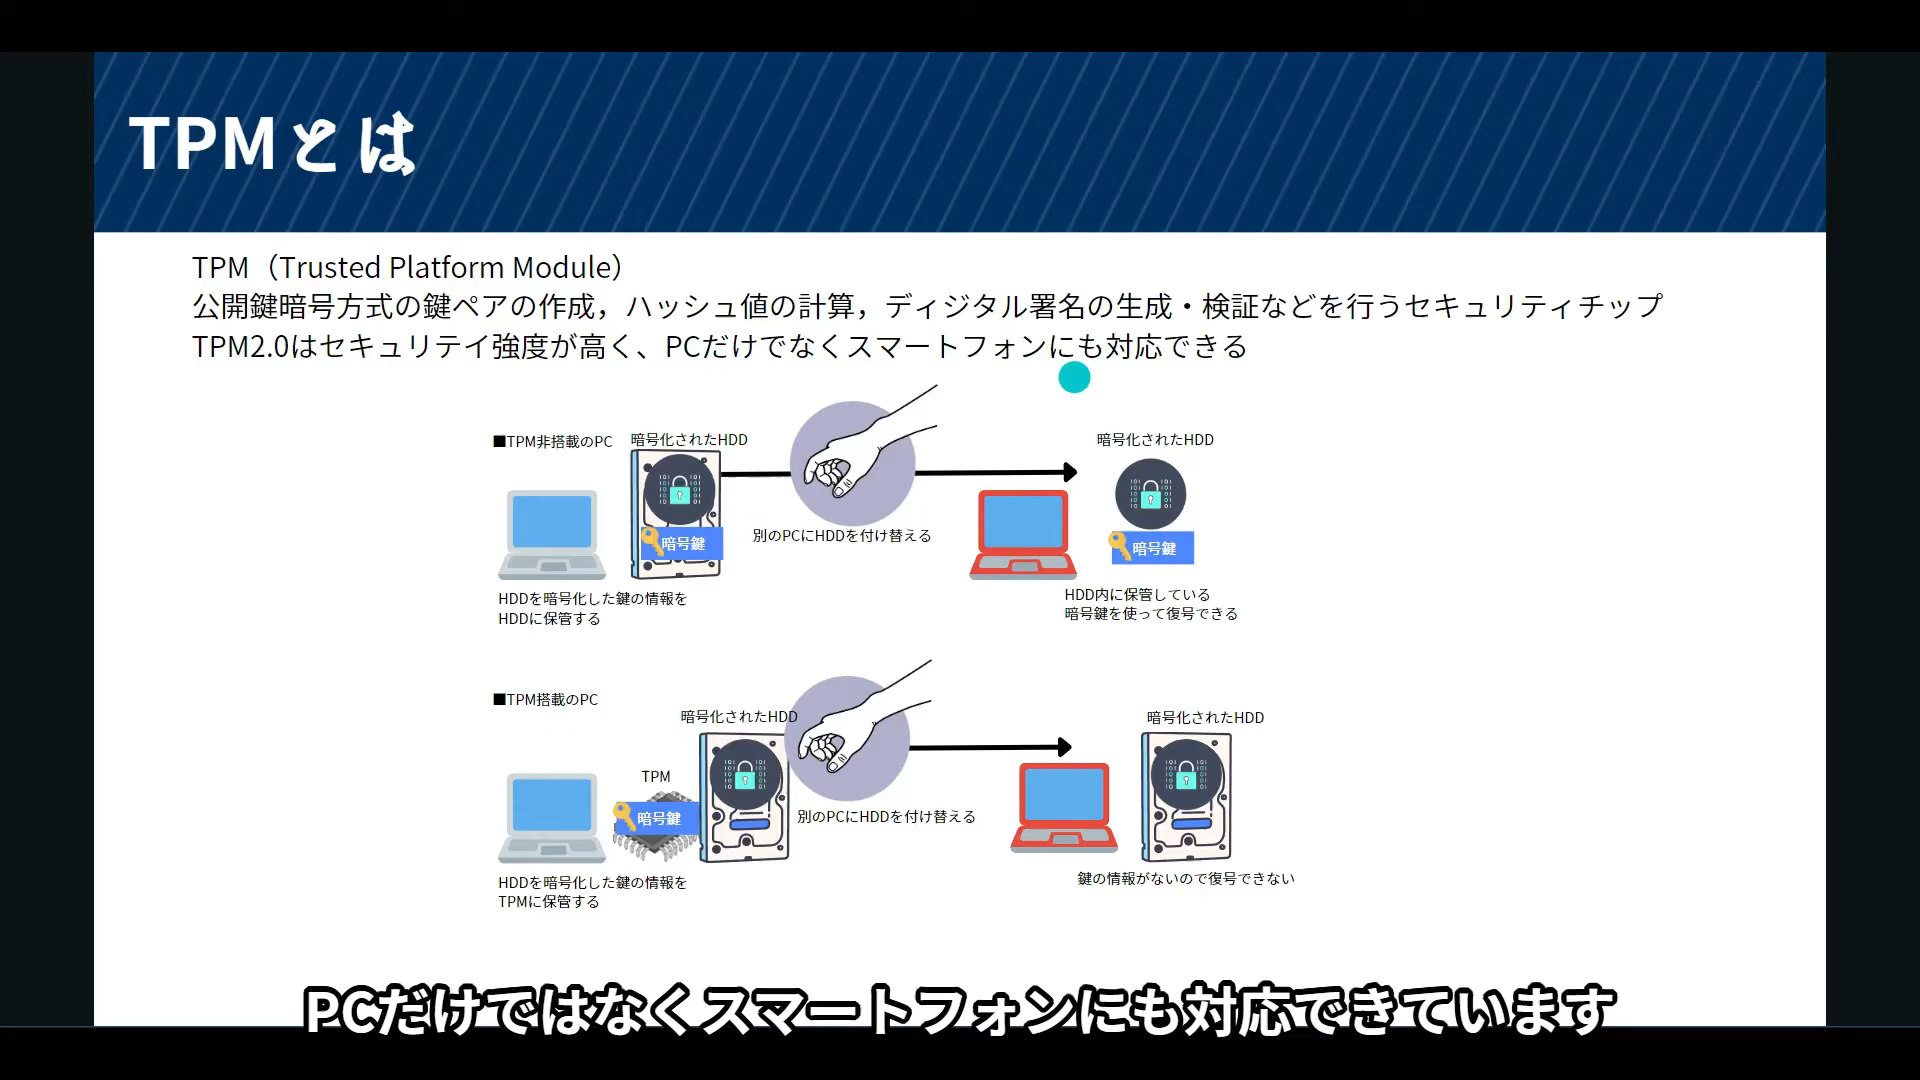 TPMとは
TPM（Trusted Platform Module）
公開鍵暗号方式の鍵ペアの作成，ハッシュ値の計算，ディジタル署名の生成・検証などを行うセキュリティチップ
TPM2.0はセキュリテイ強度が高く、PCだけでなくスマートフォンにも対応できる
■TPM非搭載のPC
暗号化されたHDD
暗号鍵
別のPCにHDDを付け替える
暗号化されたHDD
暗号鍵
HDDを暗号化した鍵の情報を
HDDに保管する
HDD内に保管している
暗号鍵を使って復号できる
■TPM搭載のPC
暗号化されたHDD
TPM
暗号鍵
別のPCにHDDを付け替える
暗号化されたHDD
HDDを暗号化した鍵の情報を
TPMに保管する
鍵の情報がないので復号できない
PCだけではなくスマートフォンにも対応できています